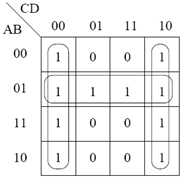 CD
AB
00 01 11 10
00 1 0 0 1
01 1 1 1 1
11 1 0 0 1
10 1 0 0 1